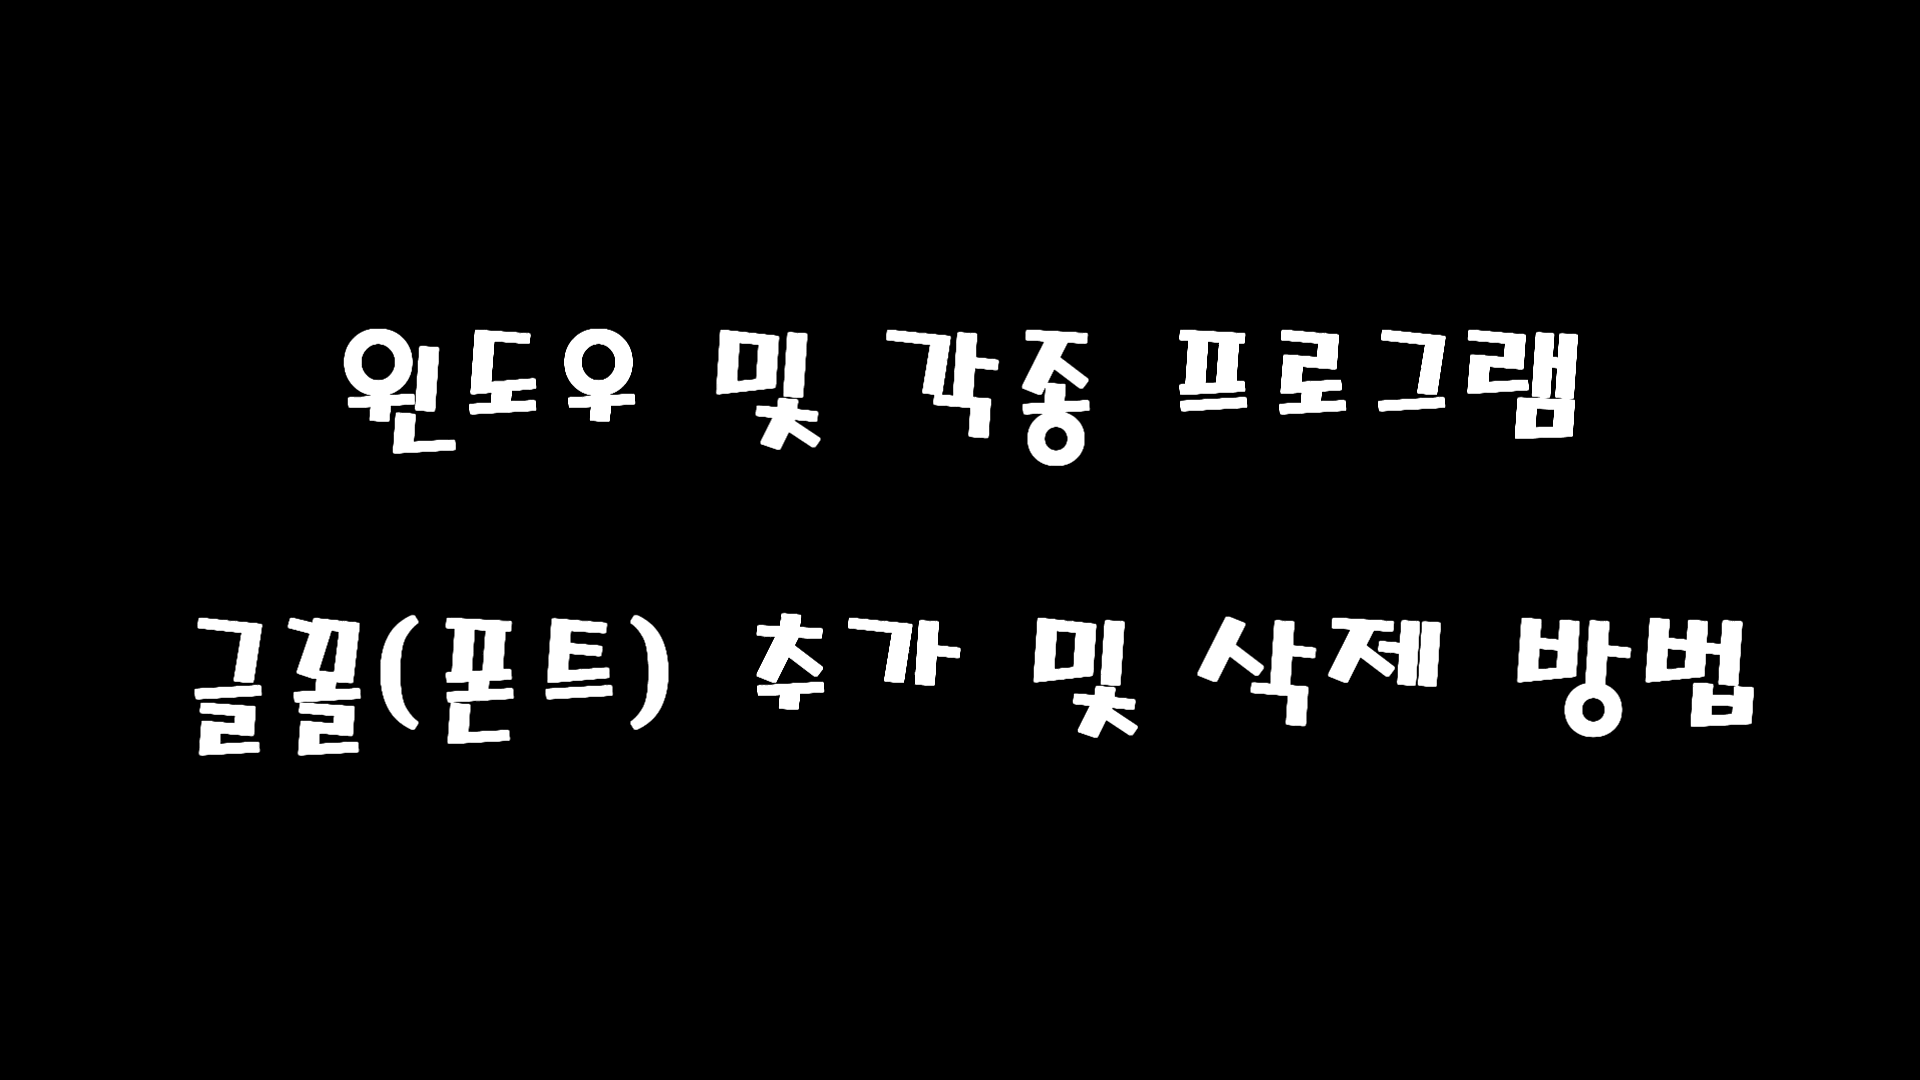 윈도우 및 각종 프로그램
글꼴(폰트) 추가 및 삭제 방법